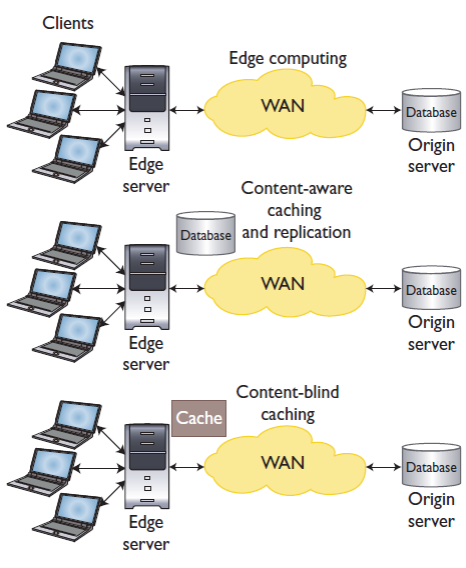 Clients
Edge computing
WAN
Database
Edge
server
Origin
server
Content-aware
caching
and replication
Database
WAN
Database
Edge
server
Origin
server
Content-blind
caching
Cache
WAN
Database
Edge
server
Origin
server